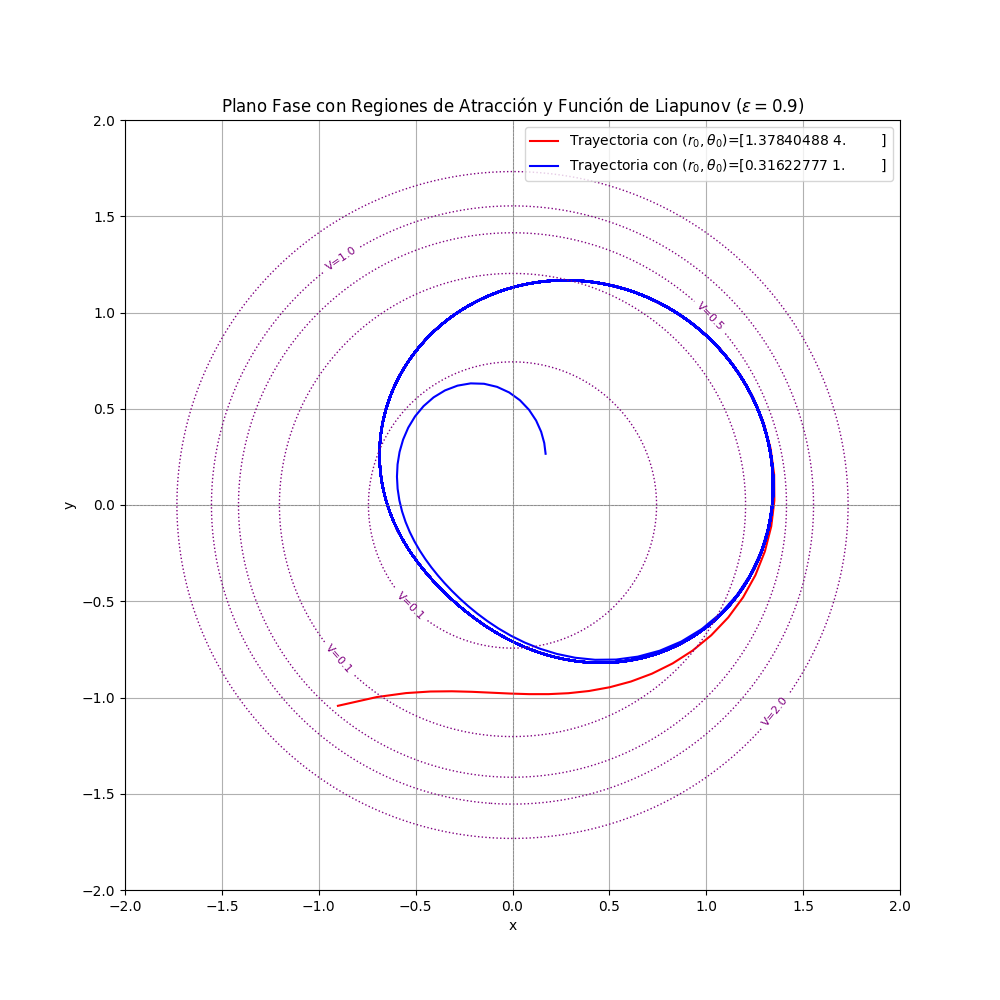 Plano Fase con Regiones de Atracción y Función de Liapunov (ε = 0.9)
Trayectoria con (r₀, θ₀)=[1.37840488 4.        ]
Trayectoria con (r₀, θ₀)=[0.31622777 1.        ]
2.0
1.5
1.0
0.5
0.0
−0.5
−1.0
−1.5
−2.0
y
V=1.0
V=0.5
V=0.1
V=0.1
V=2.0
−2.0 −1.5 −1.0 −0.5 0.0 0.5 1.0 1.5 2.0
x